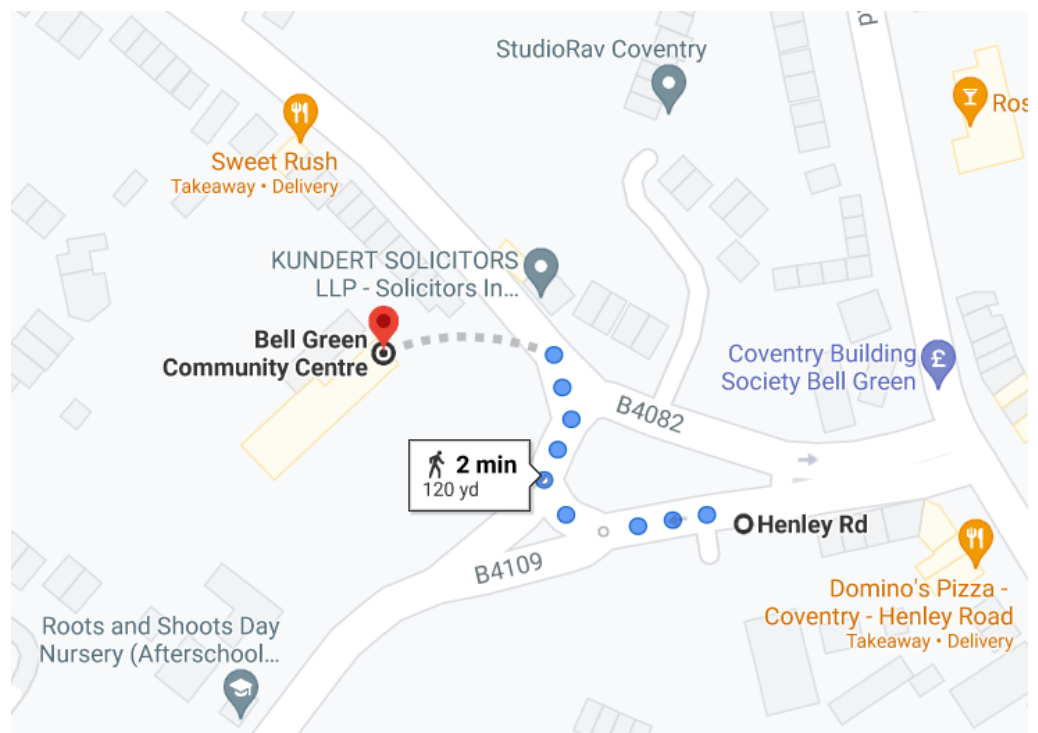 StudioRav Coventry
Sweet Rush
Takeaway • Delivery
KUNDERT SOLICITORS
LLP - Solicitors In...
Bell Green
Community Centre
Coventry Building
Society Bell Green
£
B4082
2 min
120 yd
Henley Rd
B4109
Domino's Pizza -
Coventry - Henley Road
Takeaway • Delivery
Roots and Shoots Day
Nursery (Afterschool...